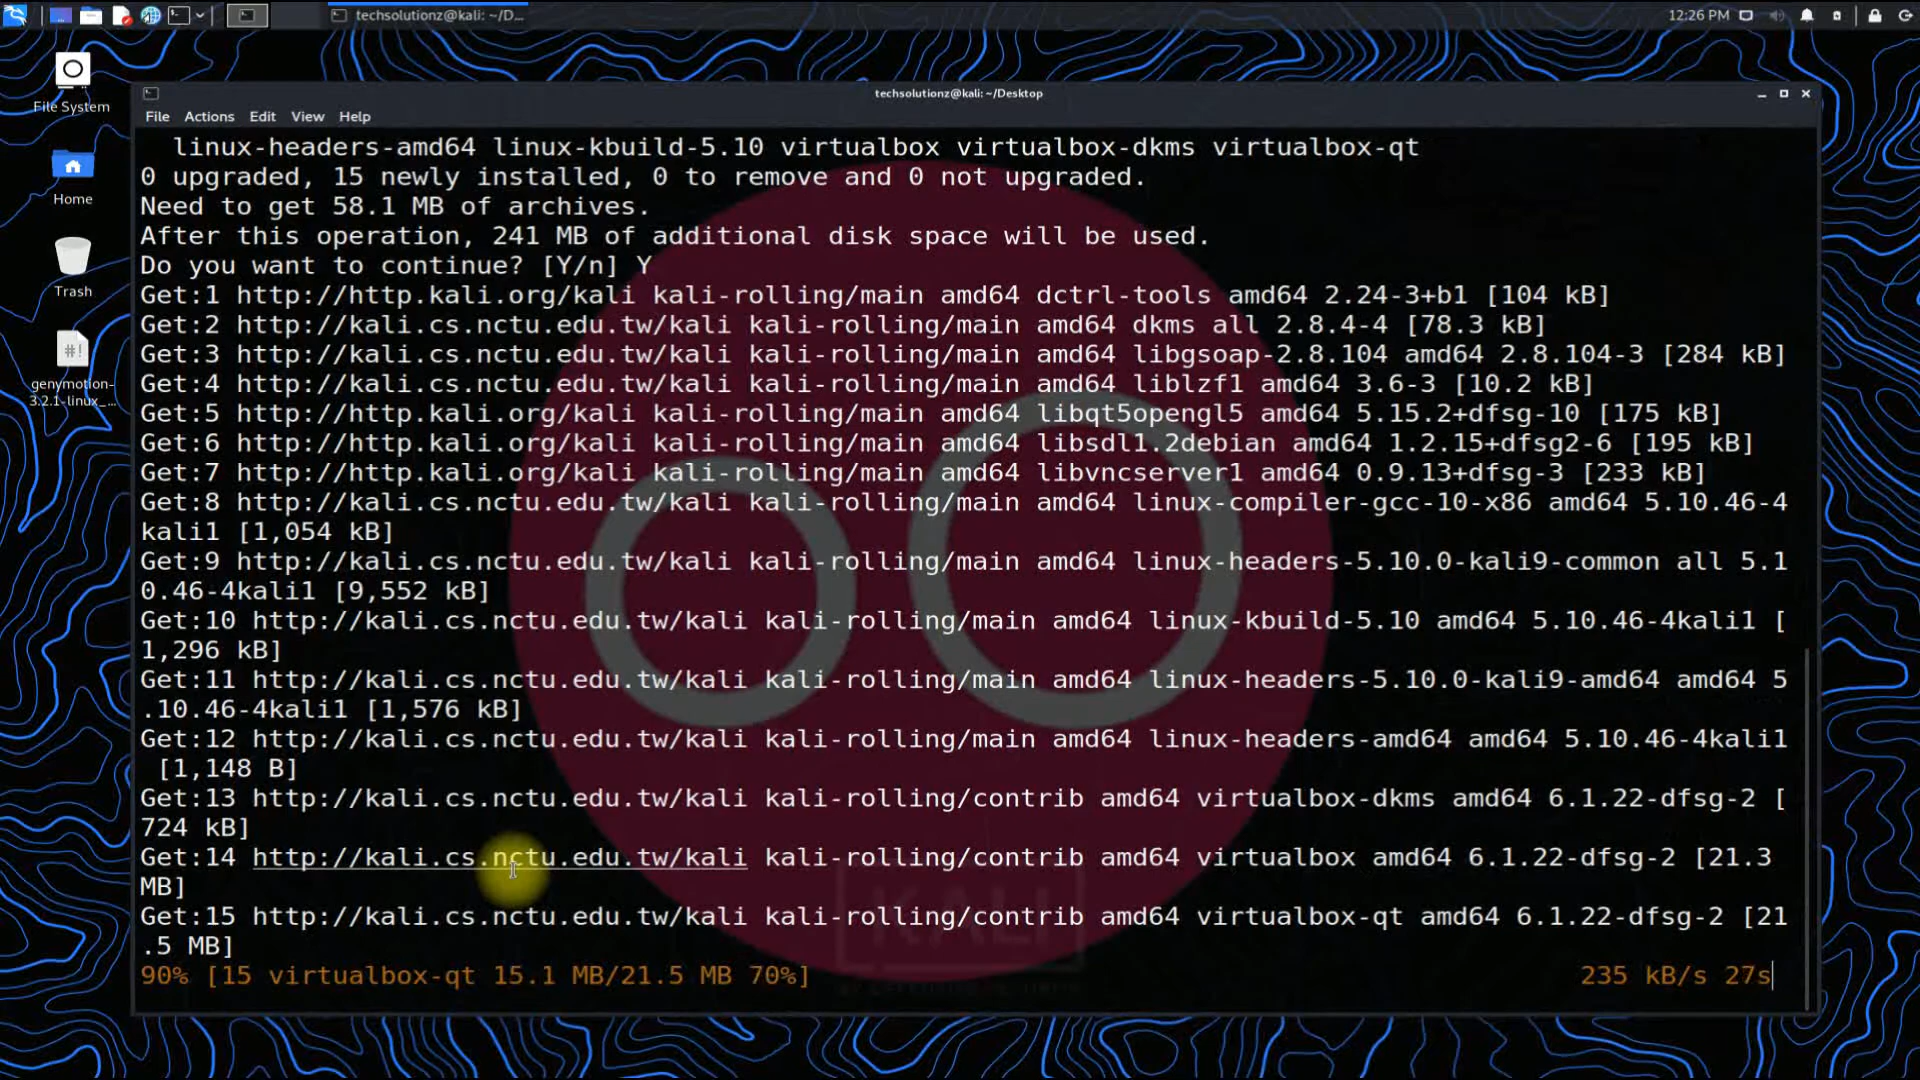 techsolutionz@kali: ~/D...
12:26 PM
File System
Home
Trash
#!
genymotion-
3.2.1-linux_...
techsolutionz@kali: ~/Desktop
File Actions Edit View Help
linux-headers-amd64 linux-kbuild-5.10 virtualbox virtualbox-dkms virtualbox-qt
0 upgraded, 15 newly installed, 0 to remove and 0 not upgraded.
Need to get 58.1 MB of archives.
After this operation, 241 MB of additional disk space will be used.
Do you want to continue? [Y/n] Y
Get:1 http://http.kali.org/kali kali-rolling/main amd64 dctrl-tools amd64 2.24-3+b1 [104 kB]
Get:2 http://kali.cs.nctu.edu.tw/kali kali-rolling/main amd64 dkms all 2.8.4-4 [78.3 kB]
Get:3 http://kali.cs.nctu.edu.tw/kali kali-rolling/main amd64 libgsoap-2.8.104 amd64 2.8.104-3 [284 kB]
Get:4 http://kali.cs.nctu.edu.tw/kali kali-rolling/main amd64 liblzf1 amd64 3.6-3 [10.2 kB]
Get:5 http://http.kali.org/kali kali-rolling/main amd64 libqt5opengl5 amd64 5.15.2+dfsg-10 [175 kB]
Get:6 http://http.kali.org/kali kali-rolling/main amd64 libsdl1.2debian amd64 1.2.15+dfsg2-6 [195 kB]
Get:7 http://http.kali.org/kali kali-rolling/main amd64 libvncserver1 amd64 0.9.13+dfsg-3 [233 kB]
Get:8 http://kali.cs.nctu.edu.tw/kali kali-rolling/main amd64 linux-compiler-gcc-10-x86 amd64 5.10.46-4
kali1 [1,054 kB]
Get:9 http://kali.cs.nctu.edu.tw/kali kali-rolling/main amd64 linux-headers-5.10.0-kali9-common all 5.1
0.46-4kali1 [9,552 kB]
Get:10 http://kali.cs.nctu.edu.tw/kali kali-rolling/main amd64 linux-kbuild-5.10 amd64 5.10.46-4kali1 [
1,296 kB]
Get:11 http://kali.cs.nctu.edu.tw/kali kali-rolling/main amd64 linux-headers-5.10.0-kali9-amd64 amd64 5
.10.46-4kali1 [1,576 kB]
Get:12 http://kali.cs.nctu.edu.tw/kali kali-rolling/main amd64 linux-headers-amd64 amd64 5.10.46-4kali1
[1,148 B]
Get:13 http://kali.cs.nctu.edu.tw/kali kali-rolling/contrib amd64 virtualbox-dkms amd64 6.1.22-dfsg-2 [
724 kB]
Get:14 http://kali.cs.nctu.edu.tw/kali kali-rolling/contrib amd64 virtualbox amd64 6.1.22-dfsg-2 [21.3
MB]
Get:15 http://kali.cs.nctu.edu.tw/kali kali-rolling/contrib amd64 virtualbox-qt amd64 6.1.22-dfsg-2 [21
.5 MB]
90% [15 virtualbox-qt 15.1 MB/21.5 MB 70%] 235 kB/s 27s
KALI